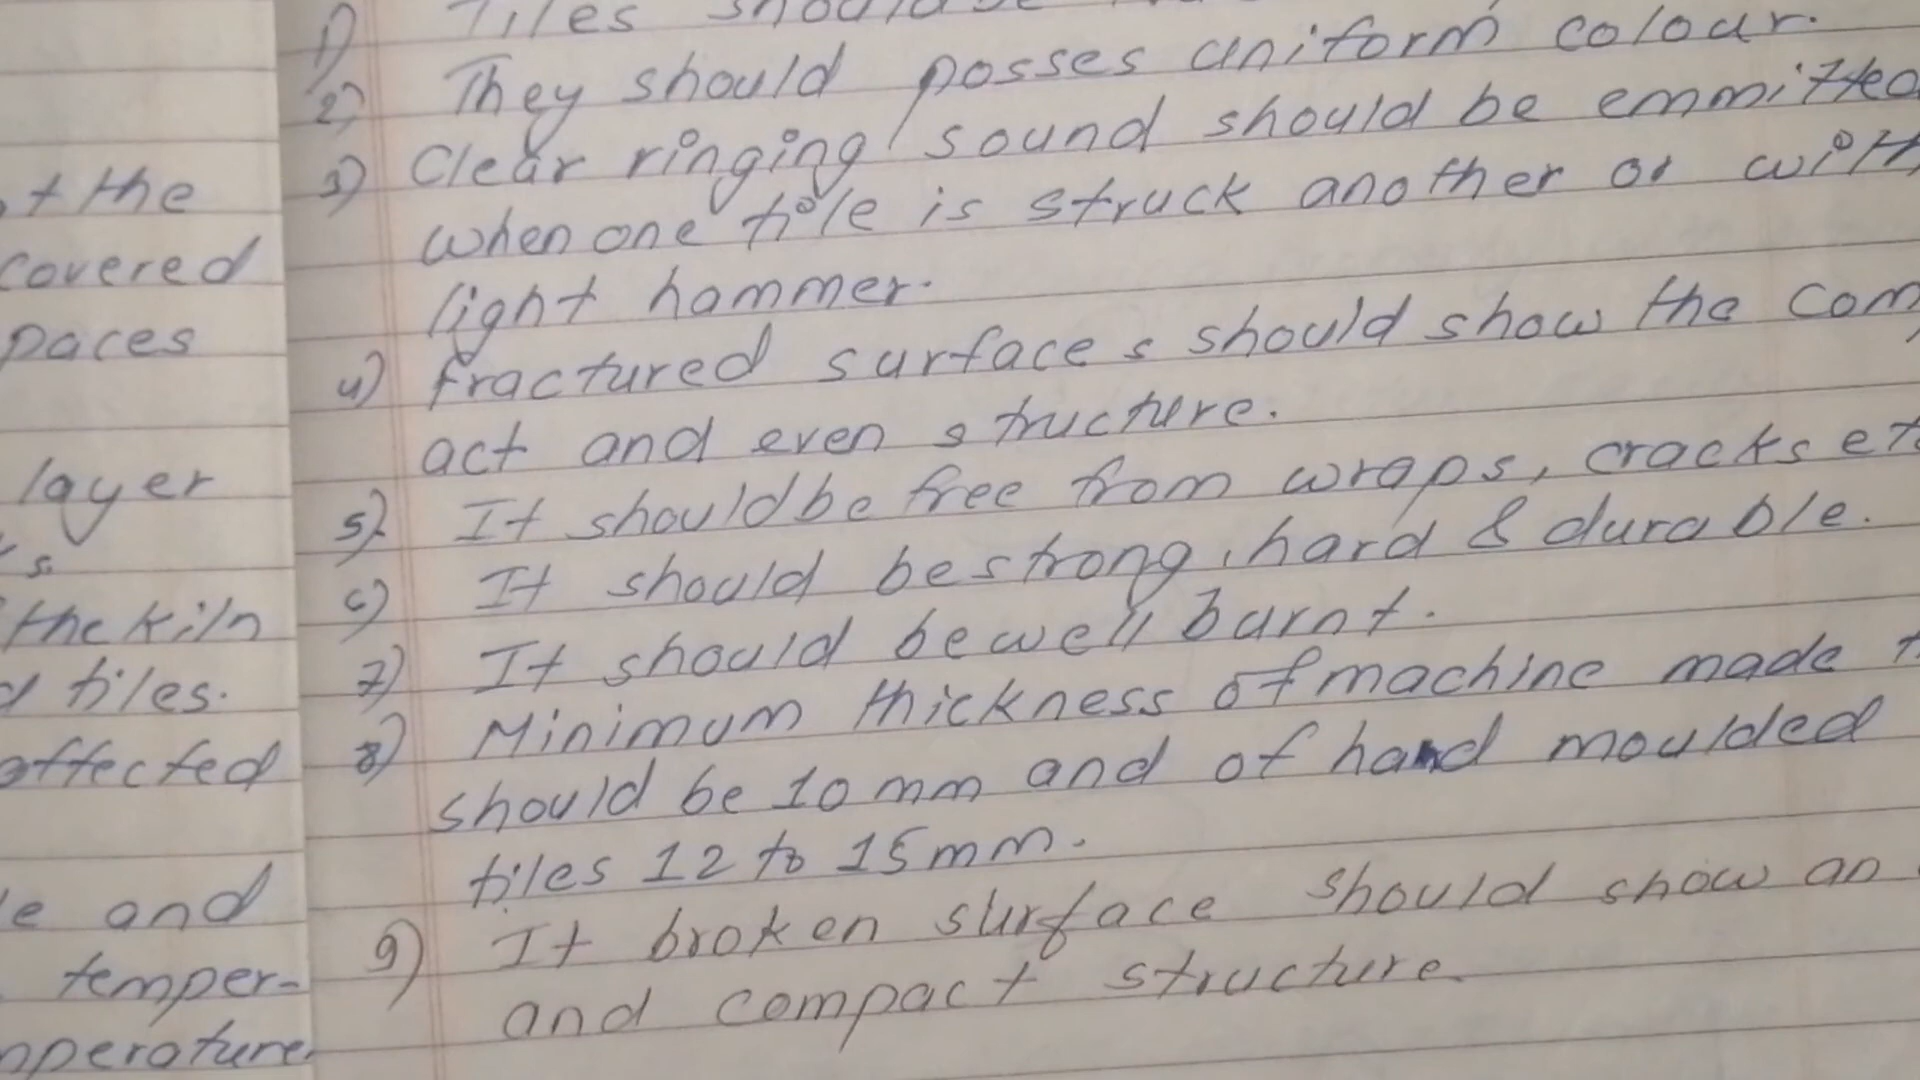 the
covered
paces
layer
the kiln
tiles.
affected
and
temper-
1) Tiles should be
2) They should posses uniform colour.
3) Clear ringing sound should be emmitted
when one tile is struck another or with
light hammer.
4) fractured surfaces should show the com
act and even structure.
5) It should be free from wraps, cracks etc
6) It should be strong, hard & durable.
7) It should be well burnt.
8) Minimum thickness of machine made
should be 10 mm and of hand moulded
tiles 12 to 15mm.
9) It broken surface should show an
and compact structure.